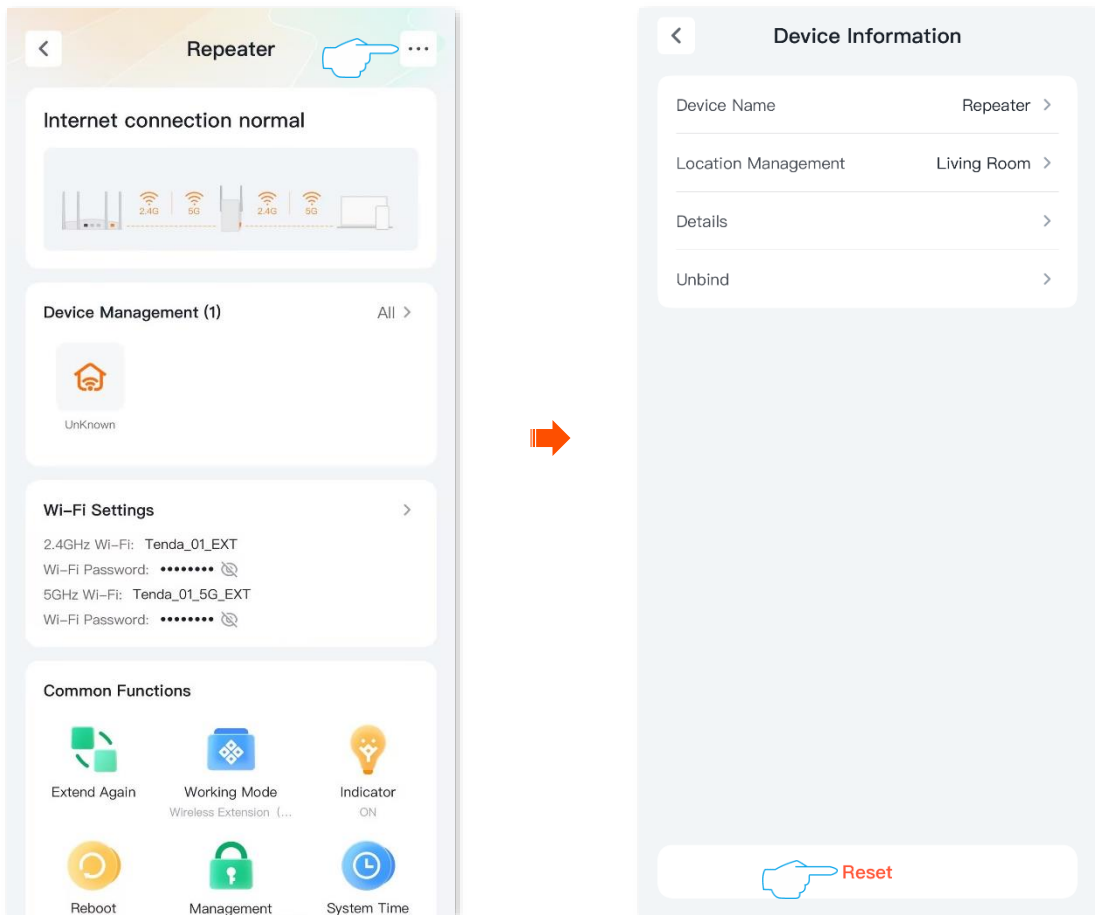 Repeater
Internet connection normal
2.4G 5G 2.4G 5G
Device Management (1) All
UnKnown
Wi-Fi Settings
2.4GHz Wi-Fi: Tenda_01_EXT
Wi-Fi Password: ••••••••
5GHz Wi-Fi: Tenda_01_5G_EXT
Wi-Fi Password: ••••••••
Common Functions
Extend Again Working Mode Indicator
Wireless Extension (... ON
Reboot Management System Time
Device Information
Device Name Repeater
Location Management Living Room
Details
Unbind
Reset